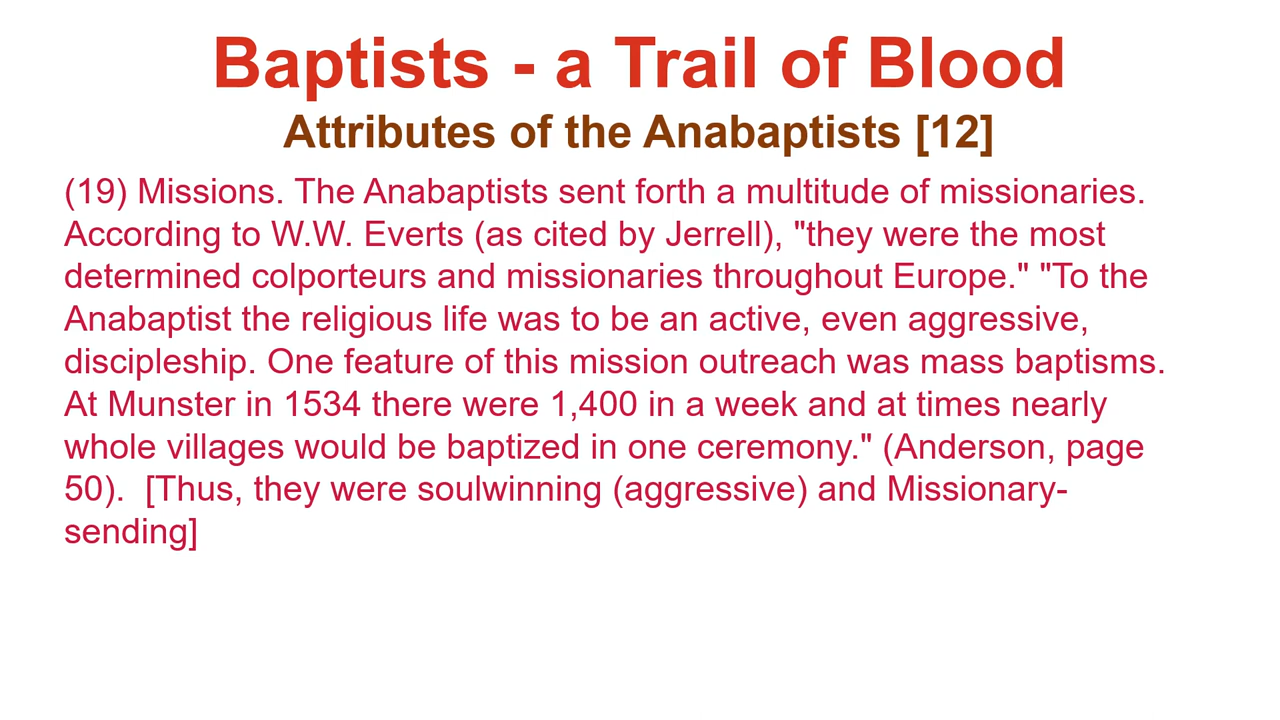 Baptists - a Trail of Blood
Attributes of the Anabaptists [12]
(19) Missions. The Anabaptists sent forth a multitude of missionaries.
According to W.W. Everts (as cited by Jerrell), "they were the most
determined colporteurs and missionaries throughout Europe." "To the
Anabaptist the religious life was to be an active, even aggressive,
discipleship. One feature of this mission outreach was mass baptisms.
At Munster in 1534 there were 1,400 in a week and at times nearly
whole villages would be baptized in one ceremony." (Anderson, page
50).  [Thus, they were soulwinning (aggressive) and Missionary-
sending]